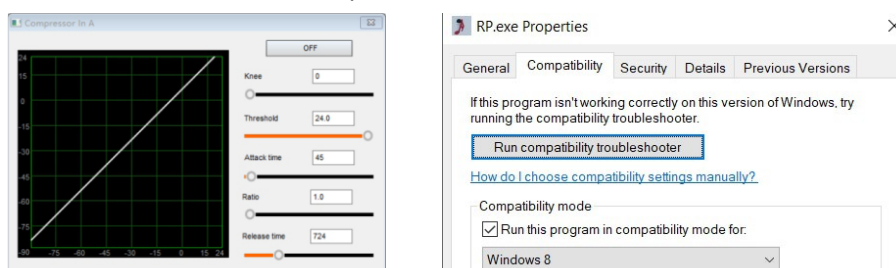 Compressor In A
OFF
24
15
0
-15
-30
-45
-60
-75
-90 -75 -60 -45 -30 -15 0 15 24
Knee 0
Threshold 24.0
Attack time 45
Ratio 1.0
Release time 724
RP.exe Properties
General Compatibility Security Details Previous Versions
If this program isn't working correctly on this version of Windows, try
running the compatibility troubleshooter.
Run compatibility troubleshooter
How do I choose compatibility settings manually?
Compatibility mode
Run this program in compatibility mode for:
Windows 8